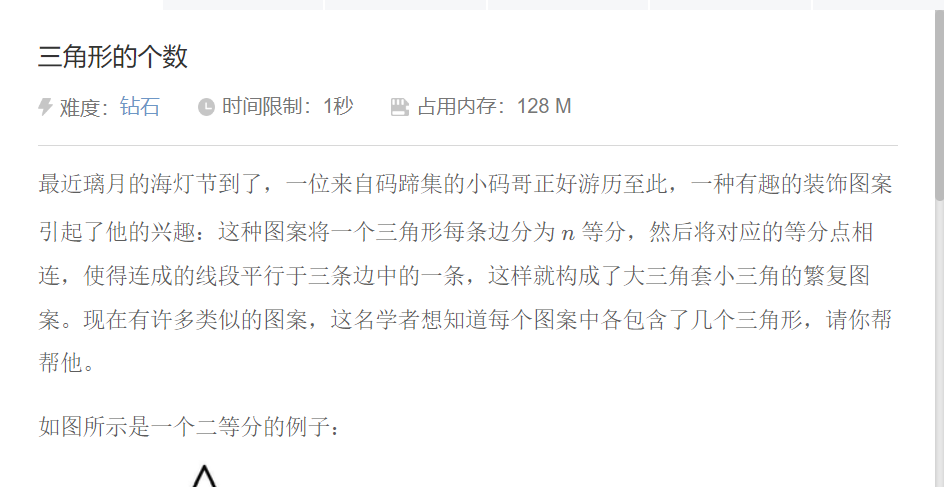 三角形的个数
难度：钻石 时间限制：1秒 占用内存：128 M
最近璃月的海灯节到了，一位来自码蹄集的小码哥正好游历至此，一种有趣的装饰图案
引起了他的兴趣：这种图案将一个三角形每条边分为 n 等分，然后将对应的等分点相
连，使得连成的线段平行于三条边中的一条，这样就构成了大三角套小三角的繁复图
案。现在有许多类似的图案，这名学者想知道每个图案中各包含了几个三角形，请你帮
帮他。
如图所示是一个二等分的例子：